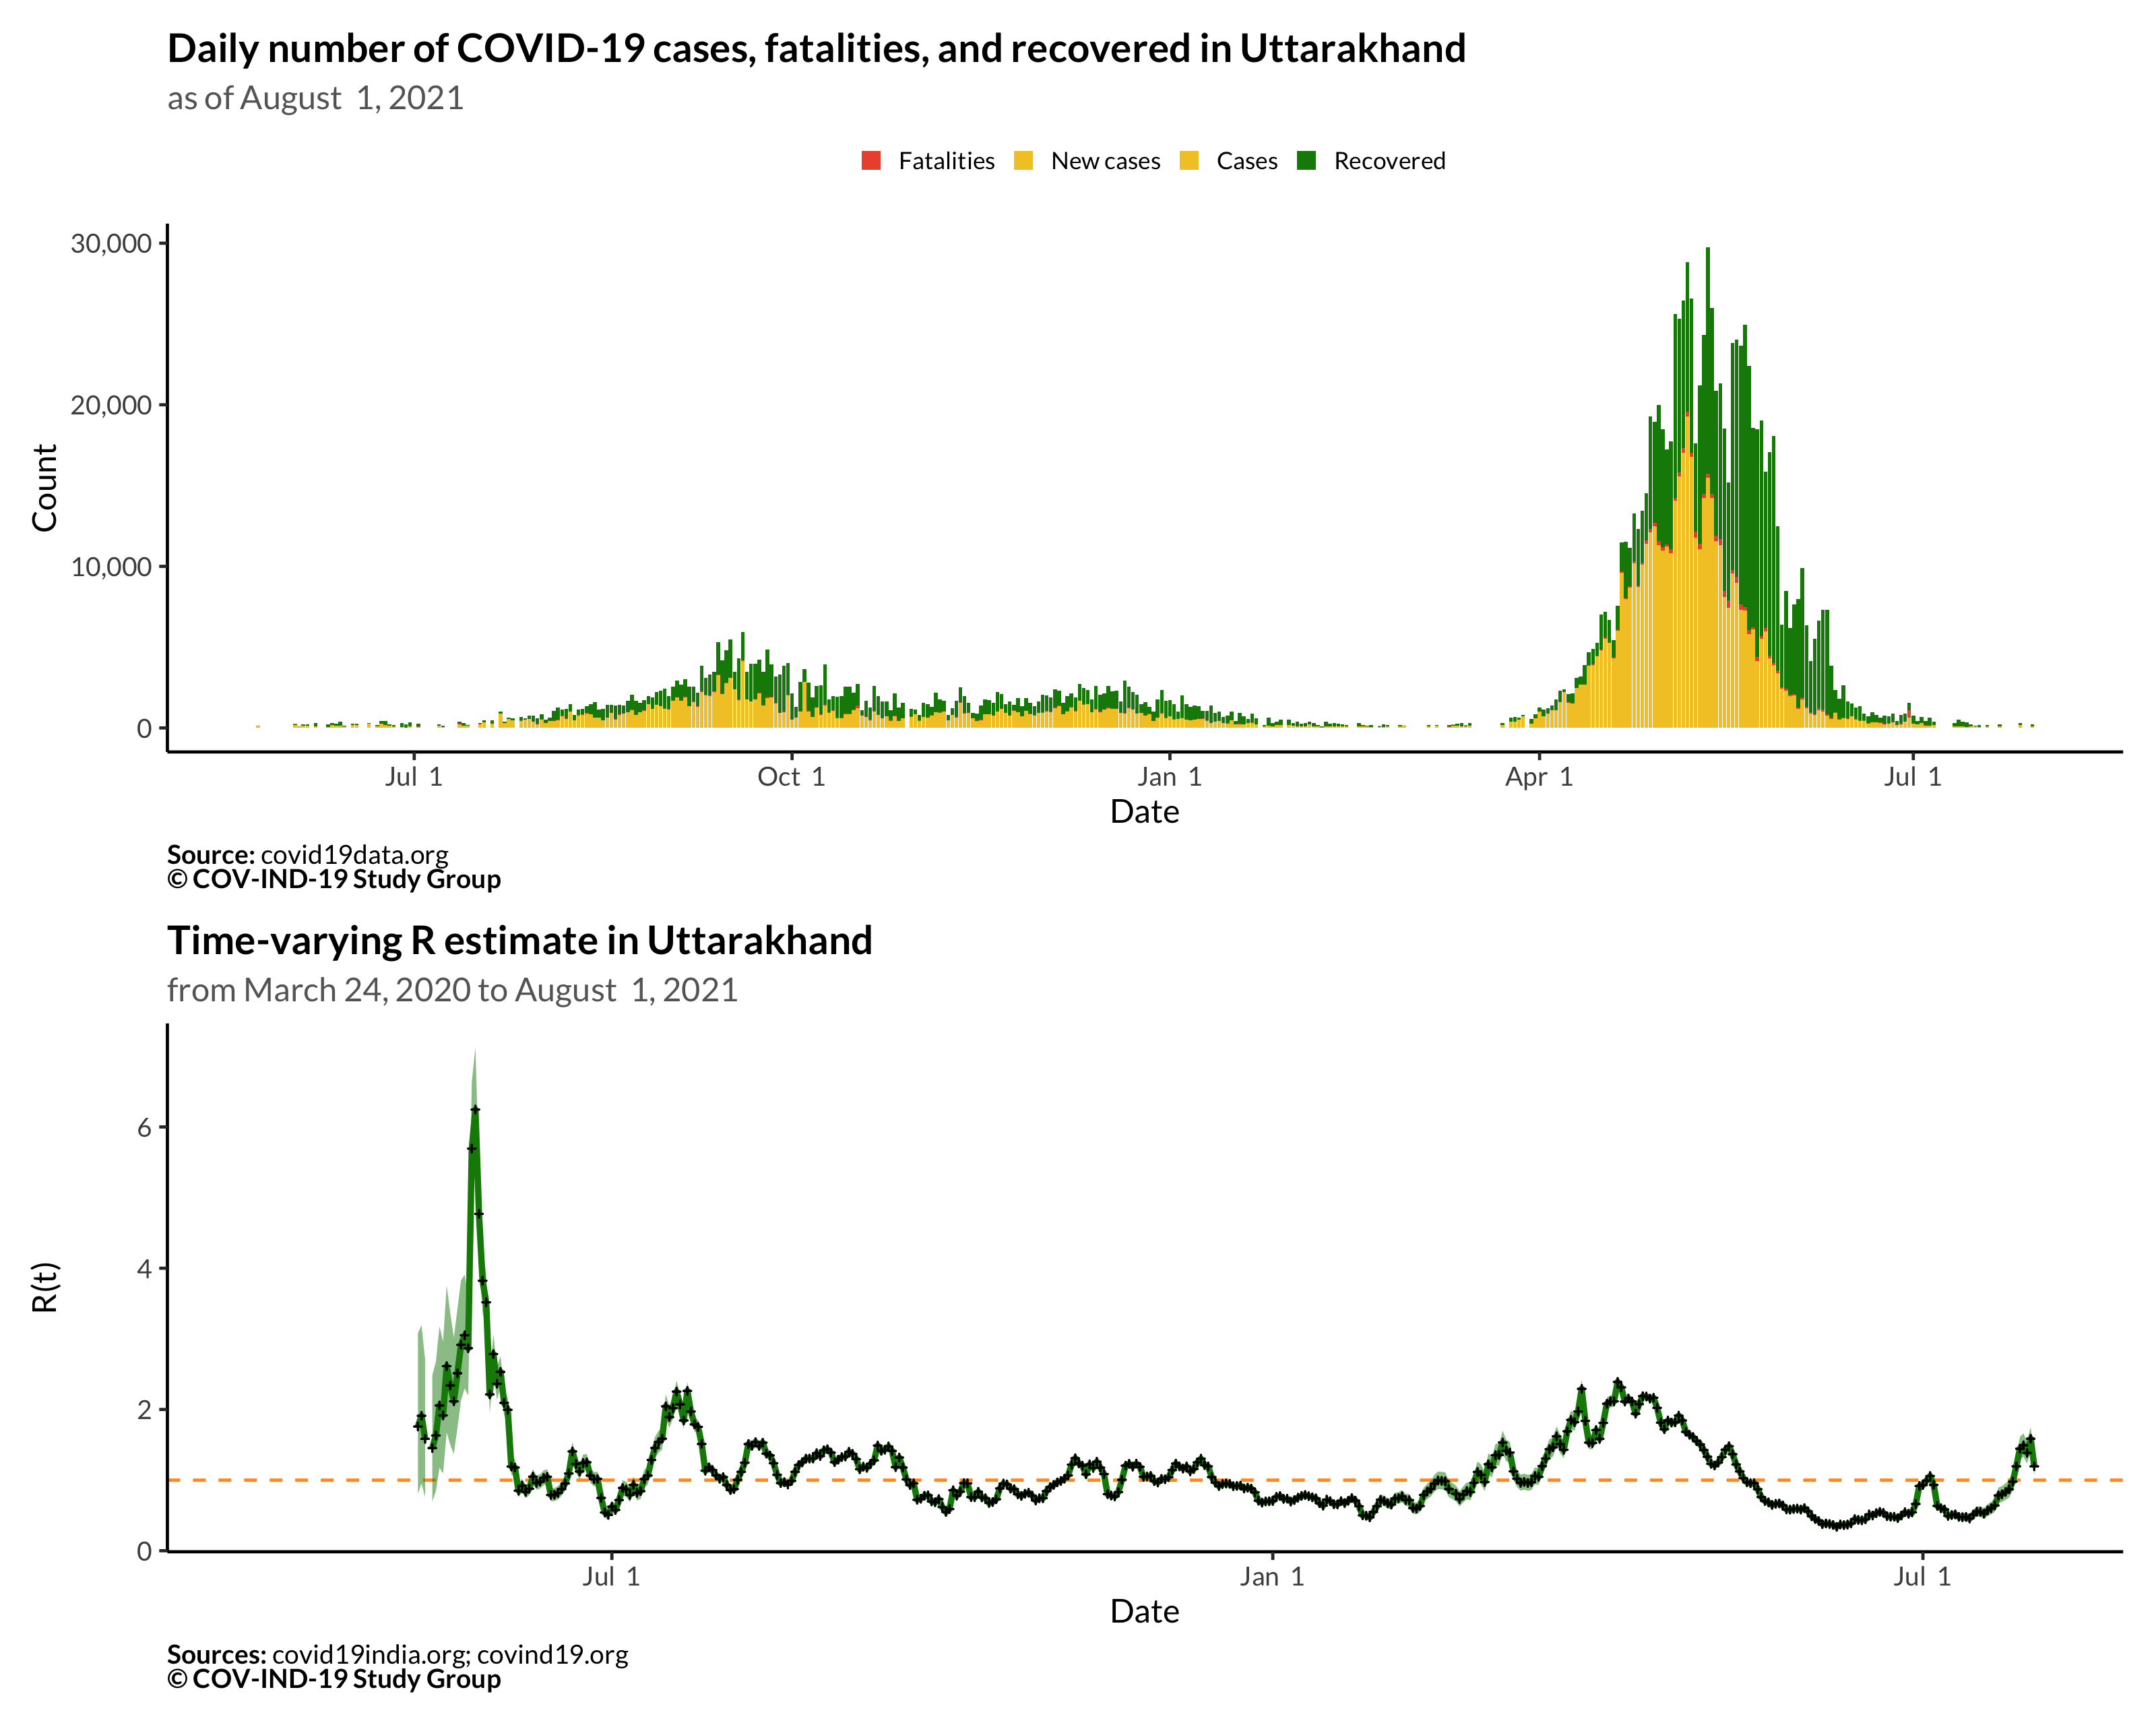 Daily number of COVID-19 cases, fatalities, and recovered in Uttarakhand
as of August  1, 2021
Fatalities New cases Cases Recovered
30,000
20,000
10,000
0
Count
Jul  1 Oct  1 Jan  1 Apr  1 Jul  1
Date
Source: covid19data.org
© COV-IND-19 Study Group
Time-varying R estimate in Uttarakhand
from March 24, 2020 to August  1, 2021
6
4
2
0
R(t)
Jul  1 Jan  1 Jul  1
Date
Sources: covid19india.org; covind19.org
© COV-IND-19 Study Group